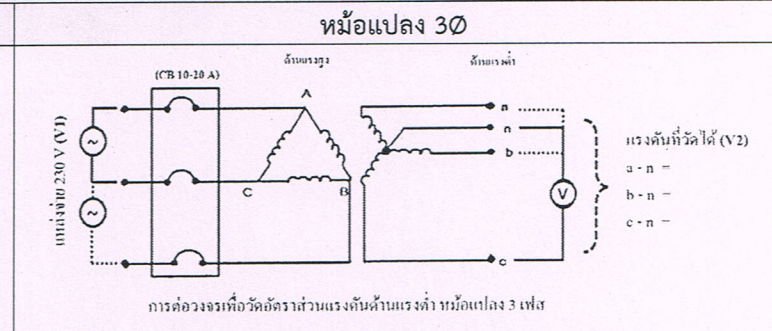 หม้อแปลง 3Ø
ด้านแรงสูง
ด้านแรงต่ำ
(CB 10-20 A)
แหล่งจ่าย 230 V (V1)
~
~
A
C
B
a
n
b
c
V
แรงดันที่วัดได้ (V2)
a - n =
b - n =
c - n =
การต่อวงจรเพื่อวัดอัตราส่วนแรงดันด้านแรงต่ำ หม้อแปลง 3 เฟส